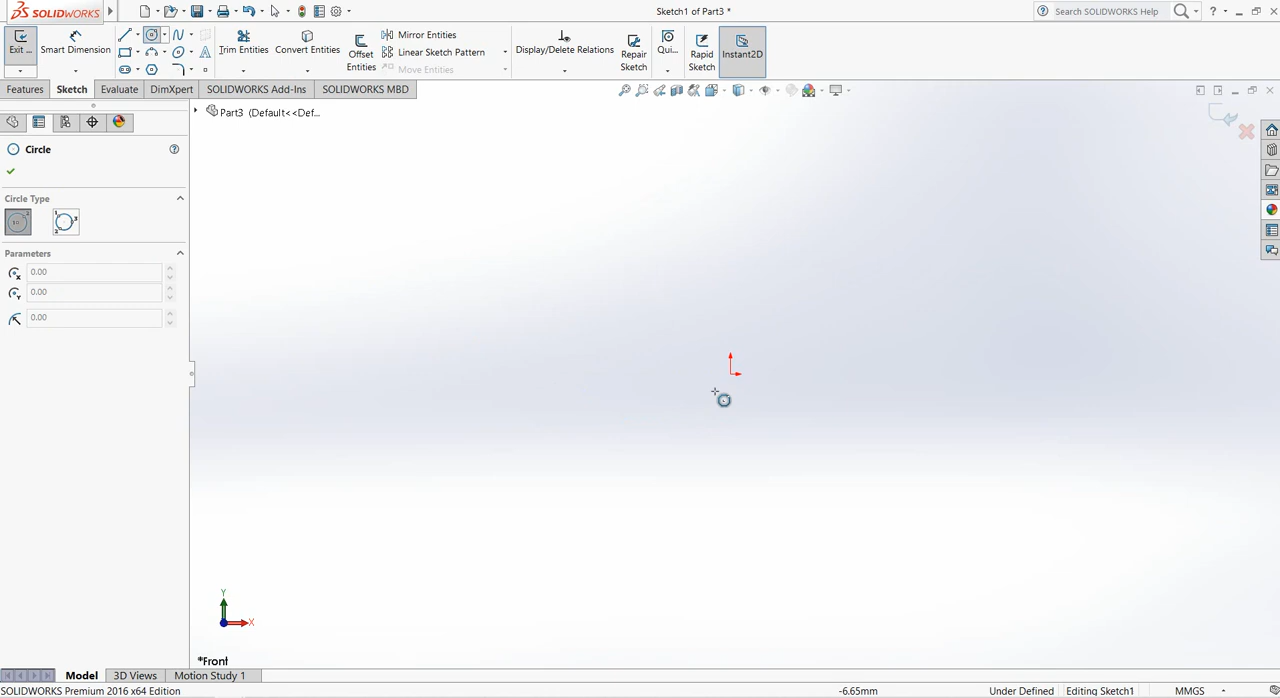 SOLIDWORKS
Sketch1 of Part3 *
Search SOLIDWORKS Help
?
Exit ...
Smart Dimension
Trim Entities
Convert Entities
Offset Entities
Mirror Entities
Linear Sketch Pattern
Move Entities
Display/Delete Relations
Repair Sketch
Qui...
Rapid Sketch
Instant2D
Features
Sketch
Evaluate
DimXpert
SOLIDWORKS Add-Ins
SOLIDWORKS MBD
Part3 (Default<<Def...
Circle
?
Circle Type
Parameters
0.00
0.00
0.00
Y
X
*Front
Model
3D Views
Motion Study 1
SOLIDWORKS Premium 2016 x64 Edition
-6.65mm
Under Defined
Editing Sketch1
MMGS